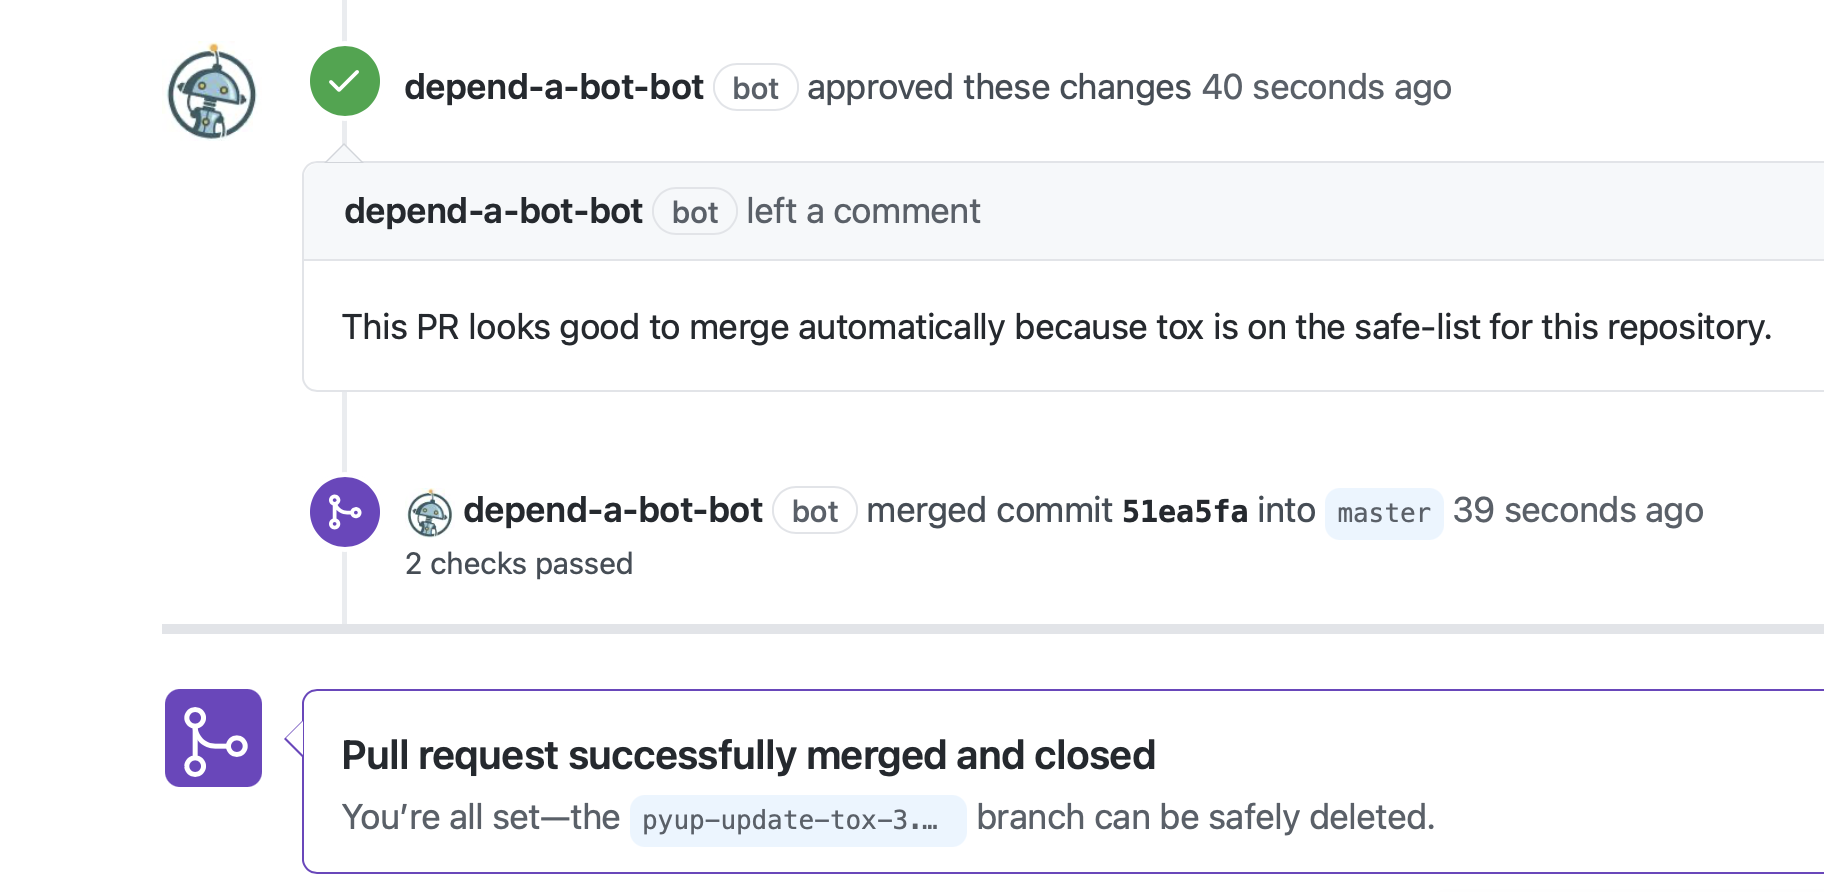 depend-a-bot-bot bot approved these changes 40 seconds ago
depend-a-bot-bot bot left a comment
This PR looks good to merge automatically because tox is on the safe-list for this repository.
depend-a-bot-bot bot merged commit 51ea5fa into master 39 seconds ago
2 checks passed
Pull request successfully merged and closed
You’re all set—the pyup-update-tox-3.… branch can be safely deleted.